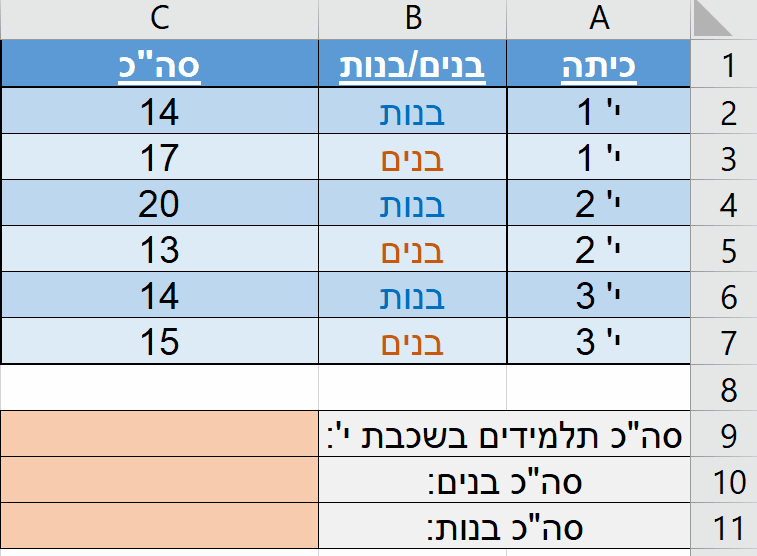 A B C
1 כיתה בנים/בנות סה"כ
2 י' 1 בנות 14
3 י' 1 בנים 17
4 י' 2 בנות 20
5 י' 2 בנים 13
6 י' 3 בנות 14
7 י' 3 בנים 15
8
9 סה"כ תלמידים בשכבת י':
10 סה"כ בנים:
11 סה"כ בנות: